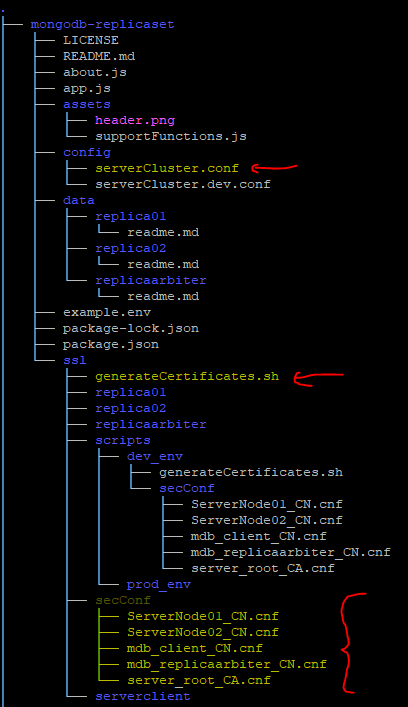 .
├── mongodb-replicaset
│   ├── LICENSE
│   ├── README.md
│   ├── about.js
│   ├── app.js
│   ├── assets
│   │   ├── header.png
│   │   └── supportFunctions.js
│   ├── config
│   │   ├── serverCluster.conf
│   │   └── serverCluster.dev.conf
│   ├── data
│   │   ├── replica01
│   │   │   └── readme.md
│   │   ├── replica02
│   │   │   └── readme.md
│   │   └── replicaarbiter
│   │       └── readme.md
│   ├── example.env
│   ├── package-lock.json
│   ├── package.json
│   └── ssl
│       ├── generateCertificates.sh
│       ├── replica01
│       ├── replica02
│       ├── replicaarbiter
│       ├── scripts
│       │   ├── dev_env
│       │   │   ├── generateCertificates.sh
│       │   │   └── secConf
│       │   │       ├── ServerNode01_CN.cnf
│       │   │       ├── ServerNode02_CN.cnf
│       │   │       ├── mdb_client_CN.cnf
│       │   │       ├── mdb_replicaarbiter_CN.cnf
│       │   │       └── server_root_CA.cnf
│       │   └── prod_env
│       ├── secConf
│       │   ├── ServerNode01_CN.cnf
│       │   ├── ServerNode02_CN.cnf
│       │   ├── mdb_client_CN.cnf
│       │   ├── mdb_replicaarbiter_CN.cnf
│       │   └── server_root_CA.cnf
│       └── serverclient